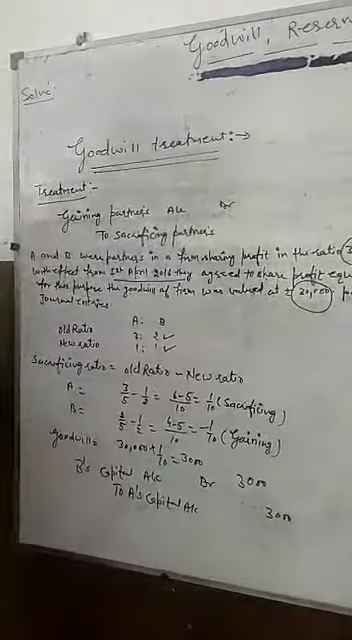 Goodwill, Reserv
Solve:
Goodwill treatment:→
Treatment:-
Gaining partner's A/c Dr
To Sacrificing partner's
A and B were partners in a firm sharing profit in the ratio 3
with effect from 1st April 2016 they agreed to share profit equ
for this purpose the goodwill of firm was valued at ₹ 30,000 pa
Journal Entries
A: B
old Ratio 3: 2 ✓
New ratio 1: 1 ✓
Sacrificing ratio = old Ratio - New ratio
A = 3/5 - 1/2 = 6-5/10 = 1/10 (Sacrificing)
B = 2/5 - 1/2 = 4-5/10 = -1/10 (Gaining)
Goodwill = 30,000 x 1/10 = 3000
B's Capital A/c Dr 3000
To A's Capital A/c 3000